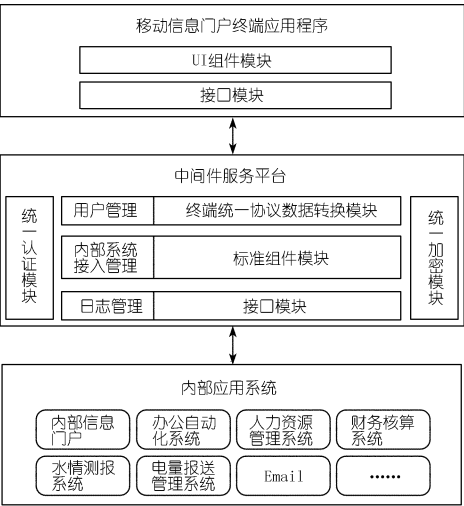 移动信息门户终端应用程序
UI组件模块
接口模块
中间件服务平台
统一认证模块
用户管理
终端统一协议数据转换模块
内部系统
接入管理
标准组件模块
日志管理
接口模块
统一加密模块
内部应用系统
内部信息
门户
办公自动
化系统
人力资源
管理系统
财务核算
系统
水情测报
系统
电量报送
管理系统
Email
……